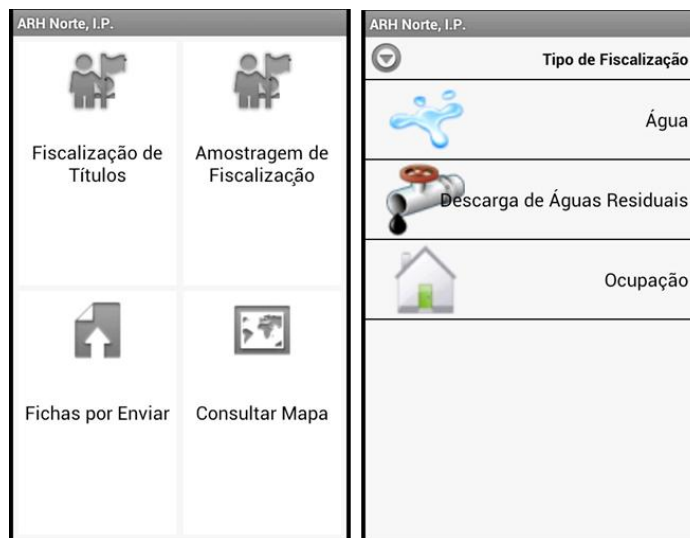 ARH Norte, I.P.
Fiscalização de
Títulos
Amostragem de
Fiscalização
Fichas por Enviar
Consultar Mapa
ARH Norte, I.P.
Tipo de Fiscalização
Água
Descarga de Águas Residuais
Ocupação